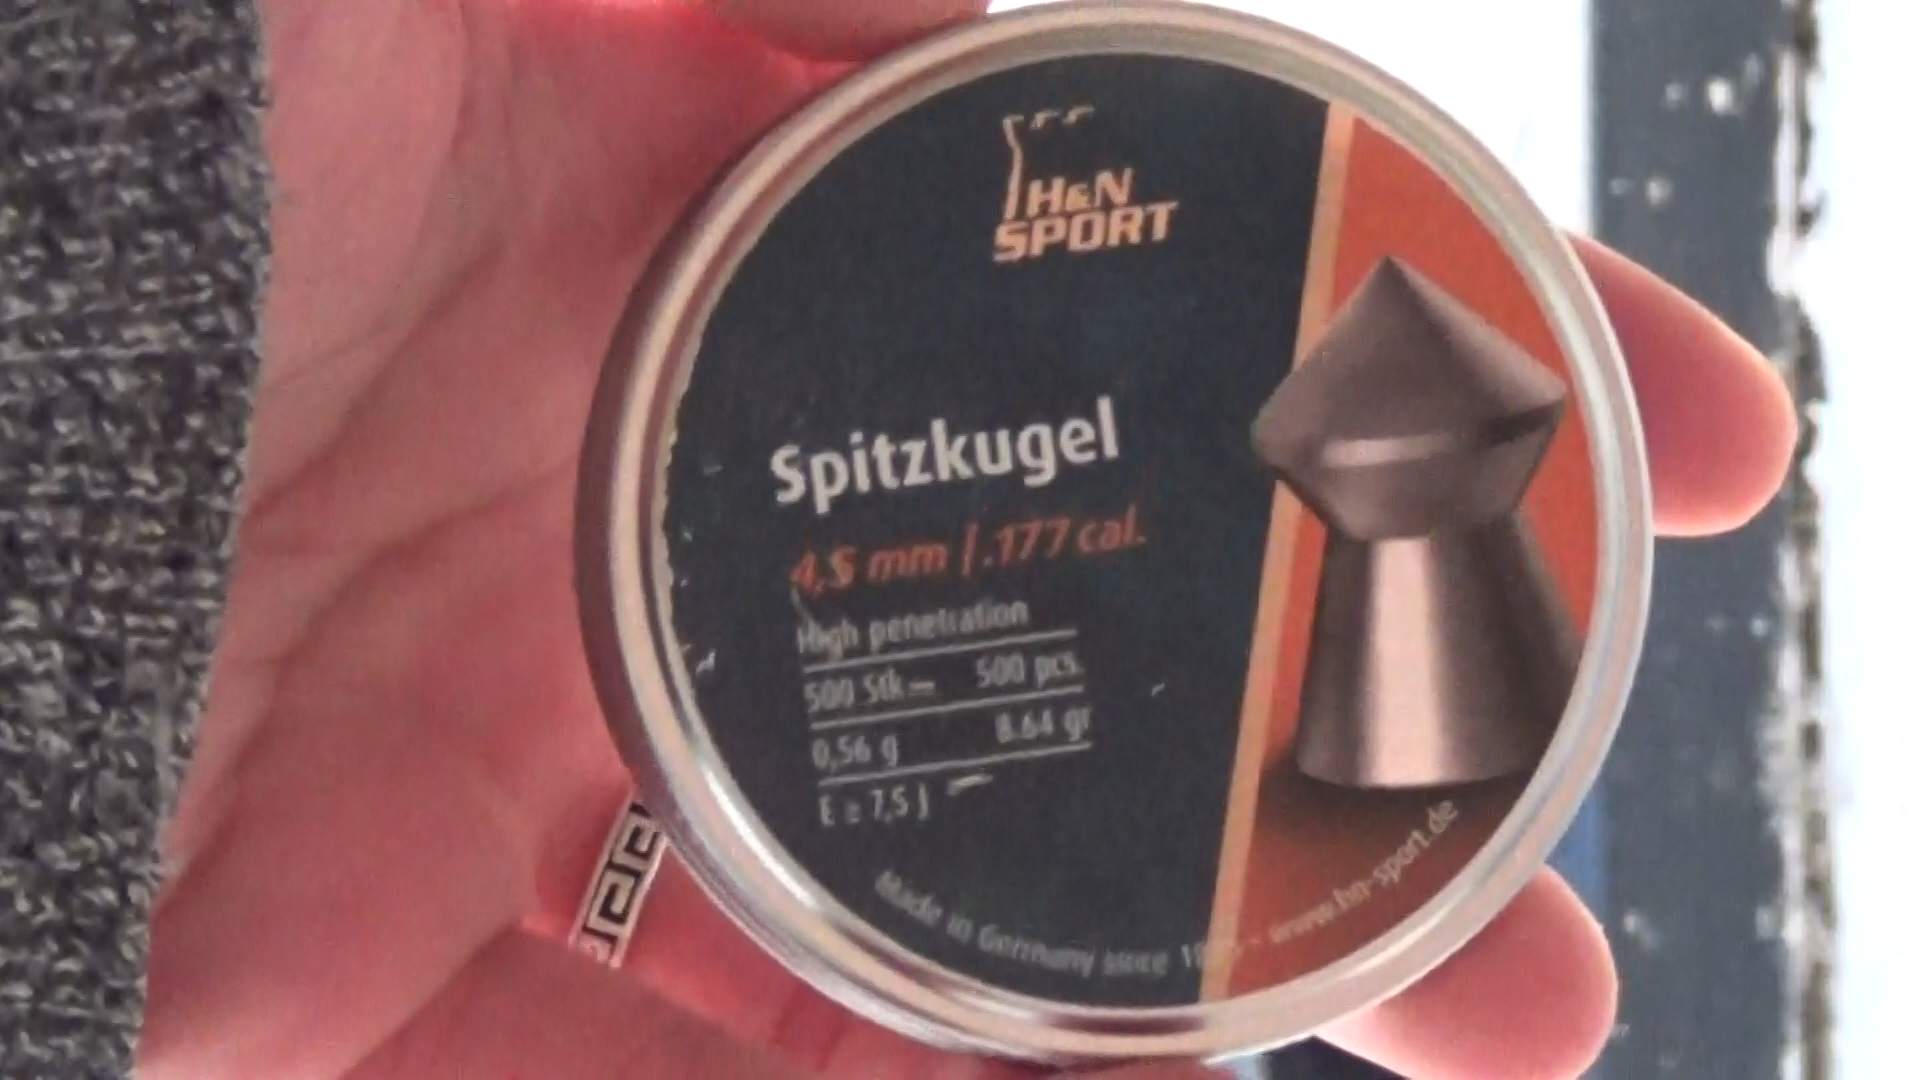 H&N
SPORT
Spitzkugel
4,5 mm | .177 cal.
High penetration
500 Stk. 500 pcs.
0,56 g 8.64 gr
E ≥ 7,5 J
Made in Germany since - www.hn-sport.de